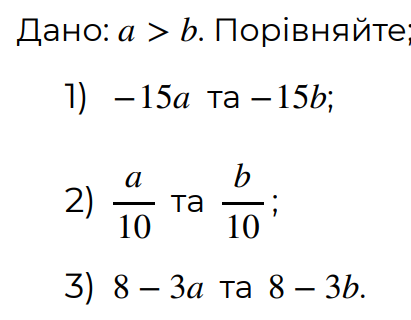 Дано: a > b. Порівняйте:
1) −15a та −15b;
2) a/10 та b/10;
3) 8 − 3a та 8 − 3b.